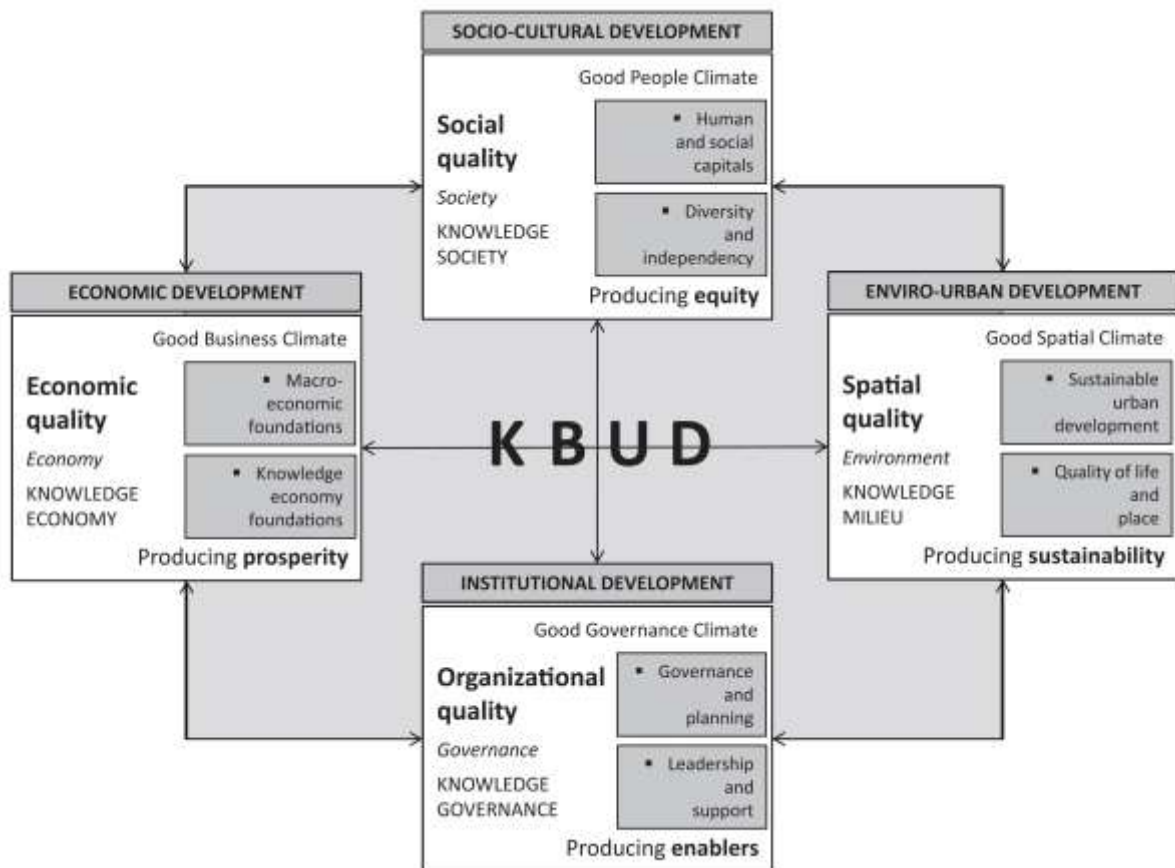 SOCIO-CULTURAL DEVELOPMENT
Good People Climate
Social
quality
Society
KNOWLEDGE
SOCIETY
▪ Human
and social
capitals
▪ Diversity
and
independency
Producing equity
ECONOMIC DEVELOPMENT
Good Business Climate
Economic
quality
Economy
KNOWLEDGE
ECONOMY
▪ Macro-
economic
foundations
▪ Knowledge
economy
foundations
Producing prosperity
KBUD
ENVIRO-URBAN DEVELOPMENT
Good Spatial Climate
Spatial
quality
Environment
KNOWLEDGE
MILIEU
▪ Sustainable
urban
development
▪ Quality of life
and
place
Producing sustainability
INSTITUTIONAL DEVELOPMENT
Good Governance Climate
Organizational
quality
Governance
KNOWLEDGE
GOVERNANCE
▪ Governance
and
planning
▪ Leadership
and
support
Producing enablers